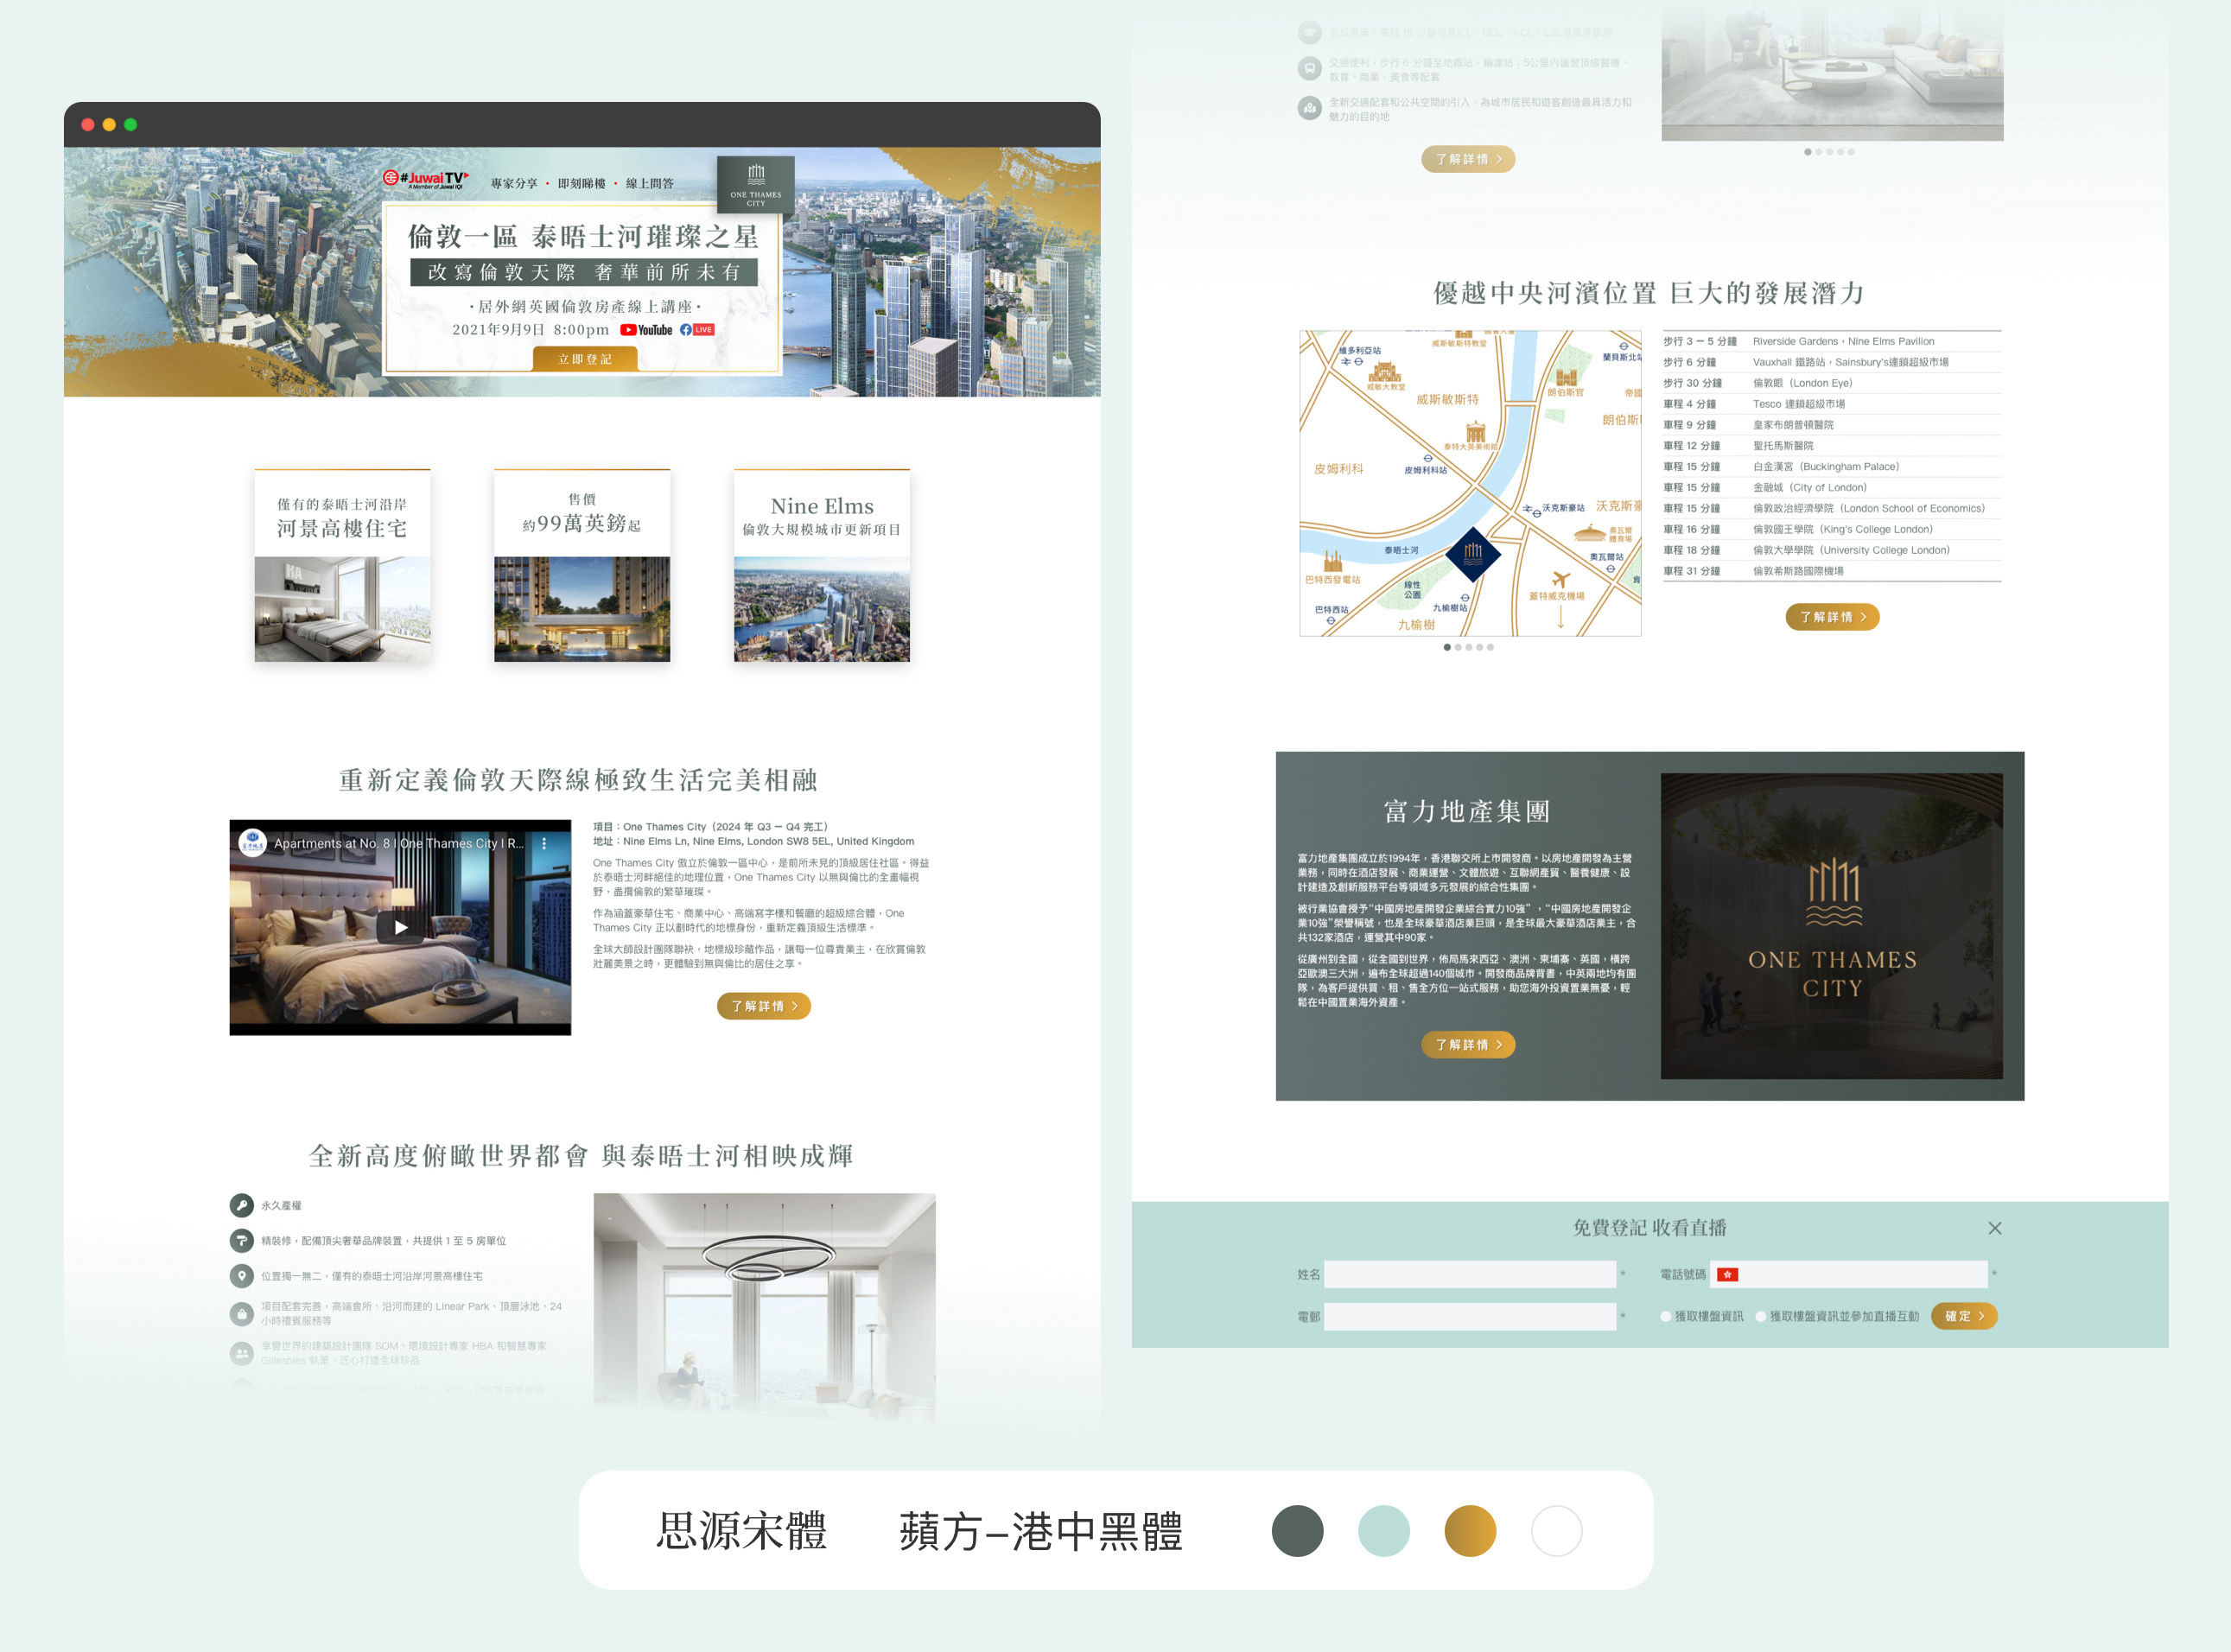 #Juwai TV
A Member of Juwai IQI
專家分享 • 即刻睇樓 • 線上問答
ONE THAMES
CITY
倫敦一區 泰晤士河璀璨之星
改寫倫敦天際 奢華前所未有
·居外網英國倫敦房產線上講座·
2021年9月9日 8:00pm YouTube LIVE
立即登記
僅有的泰晤士河沿岸
河景高樓住宅
售價
約99萬英鎊起
Nine Elms
倫敦大規模城市更新項目
重新定義倫敦天際線極致生活完美相融
Apartments at No. 8 I One Thames City I R...
項目：One Thames City（2024 年 Q3 – Q4 完工）
地址：Nine Elms Ln, Nine Elms, London SW8 5EL, United Kingdom
One Thames City 傲立於倫敦一區中心，是前所未見的頂級居住社區。得益
於泰晤士河畔絕佳的地理位置，One Thames City 以無與倫比的全畫幅視
野，盡攬倫敦的繁華璀璨。
作為涵蓋豪華住宅、商業中心、高端寫字樓和餐廳的超級綜合體，One
Thames City 正以劃時代的地標身份，重新定義頂級生活標準。
全球大師設計團隊聯袂，地標級珍藏作品，讓每一位尊貴業主，在欣賞倫敦
壯麗美景之時，更體驗到無與倫比的居住之享。
了解詳情
全新高度俯瞰世界都會 與泰晤士河相映成輝
永久產權
精裝修，配備頂尖奢華品牌裝置，共提供 1 至 5 房單位
位置獨一無二，僅有的泰晤士河沿岸河景高樓住宅
項目配套完善，高端會所、沿河而建的 Linear Park、頂層泳池、24
小時禮賓服務等
享譽世界的建築設計團隊 SOM，環境設計專家 HBA 和智慧專家
Gillespies 執筆，匠心打造全球珍品
交通便利，步行 6 分鐘至地鐵站、輪渡站；5公里內匯聚頂級醫療、
教育、商業、美食等配套
全新交通配套和公共空間的引入，為城市居民和遊客創造最具活力和
魅力的目的地
了解詳情
優越中央河濱位置 巨大的發展潛力
威斯敏斯特教堂
維多利亞站
蘭貝斯北站
威敏大教堂
朗伯斯官
帝國
威斯敏斯特
朗伯斯
泰特大英美術館
皮姆利科
皮姆利科站
沃克斯豪站
沃克斯豪
奧瓦爾
體育場
泰晤士河
奧瓦爾站
巴特西發電站
線性
公園
蓋特威克機場
肯
巴特西站
九榆樹站
九榆樹
步行 3 – 5 分鐘 Riverside Gardens，Nine Elms Pavilion
步行 6 分鐘 Vauxhall 鐵路站，Sainsbury's連鎖超級市場
步行 30 分鐘 倫敦眼（London Eye）
車程 4 分鐘 Tesco 連鎖超級市場
車程 9 分鐘 皇家布朗普頓醫院
車程 12 分鐘 聖托馬斯醫院
車程 15 分鐘 白金漢宮（Buckingham Palace）
車程 15 分鐘 金融城（City of London）
車程 15 分鐘 倫敦政治經濟學院（London School of Economics）
車程 16 分鐘 倫敦國王學院（King's College London）
車程 18 分鐘 倫敦大學學院（University College London）
車程 31 分鐘 倫敦希斯路國際機場
了解詳情
富力地產集團
富力地產集團成立於1994年，香港聯交所上市開發商。以房地產開發為主營
業務，同時在酒店發展、商業運營、文體旅遊、互聯網產貿、醫養健康、設
計建造及創新服務平台等領域多元發展的綜合性集團。
被行業協會授予“中國房地產開發企業綜合實力10強”，“中國房地產開發企
業10強”榮譽稱號，也是全球豪華酒店業巨頭，是全球最大豪華酒店業主，合
共132家酒店，運營其中90家。
從廣州到全國，從全國到世界，佈局馬來西亞、澳洲、柬埔寨、英國，橫跨
亞歐澳三大洲，遍布全球超過140個城市。開發商品牌背書，中英兩地均有團
隊，為客戶提供買、租、售全方位一站式服務，助您海外投資置業無憂，輕
鬆在中國置業海外資產。
了解詳情
ONE THAMES
CITY
免費登記 收看直播
姓名 *
電話號碼 *
電郵 *
獲取樓盤資訊 獲取樓盤資訊並參加直播互動 確定
思源宋體 蘋方–港中黑體